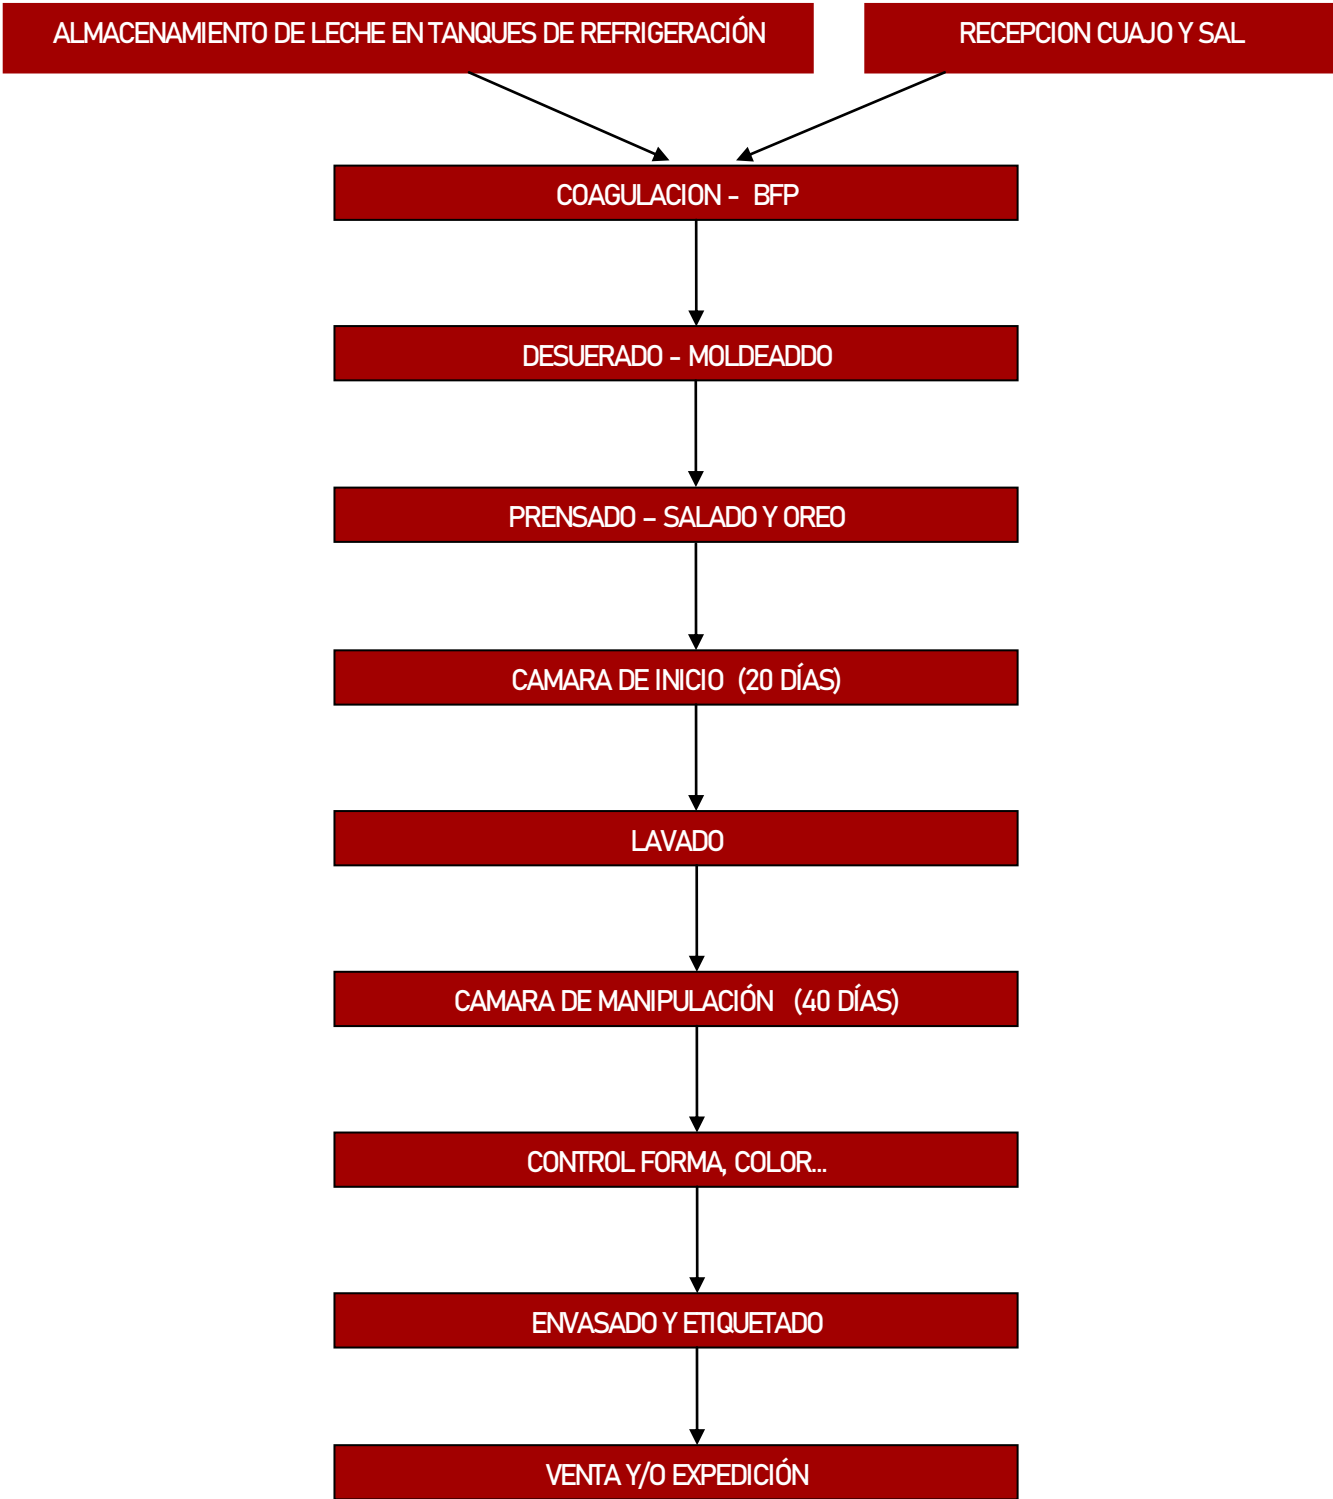 ALMACENAMIENTO DE LECHE EN TANQUES DE REFRIGERACIÓN
RECEPCION CUAJO Y SAL
COAGULACION - BFP
DESUERADO - MOLDEADDO
PRENSADO – SALADO Y OREO
CAMARA DE INICIO (20 DÍAS)
LAVADO
CAMARA DE MANIPULACIÓN (40 DÍAS)
CONTROL FORMA, COLOR...
ENVASADO Y ETIQUETADO
VENTA Y/O EXPEDICIÓN